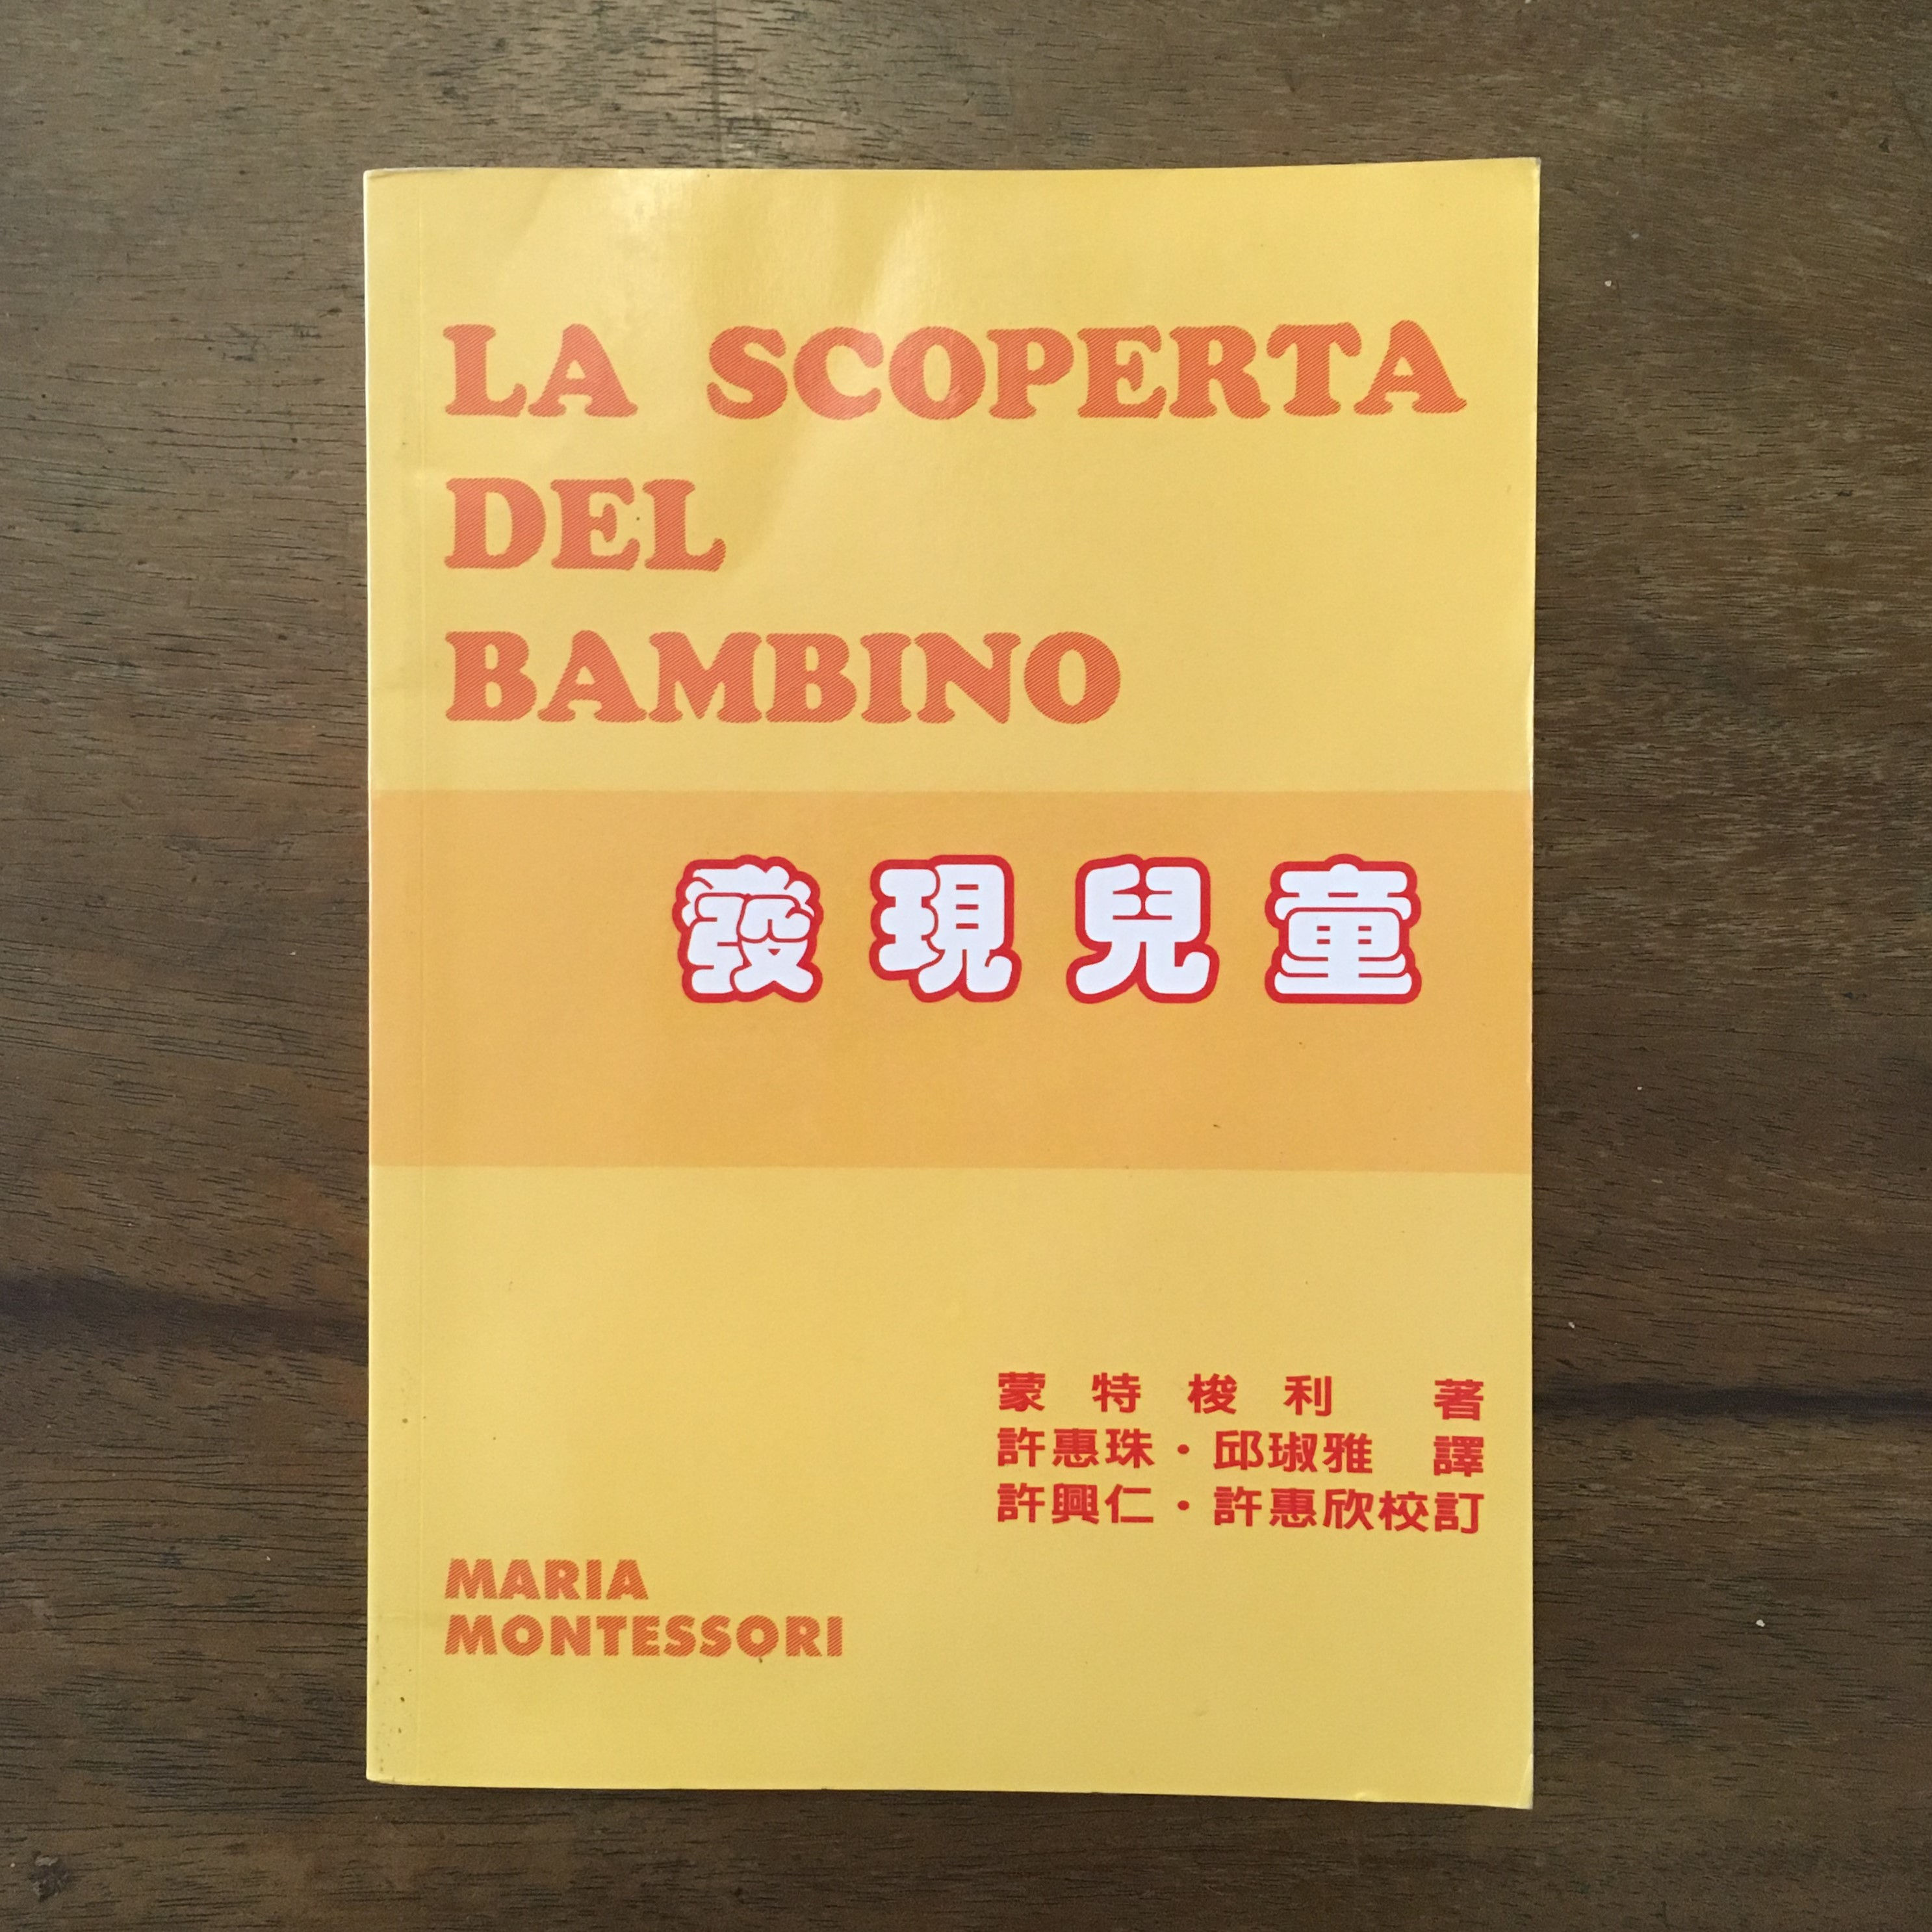 LA SCOPERTA
DEL
BAMBINO
發現兒童
蒙特梭利 著
許惠珠・邱琡雅 譯
許興仁・許惠欣校訂
MARIA
MONTESSORI